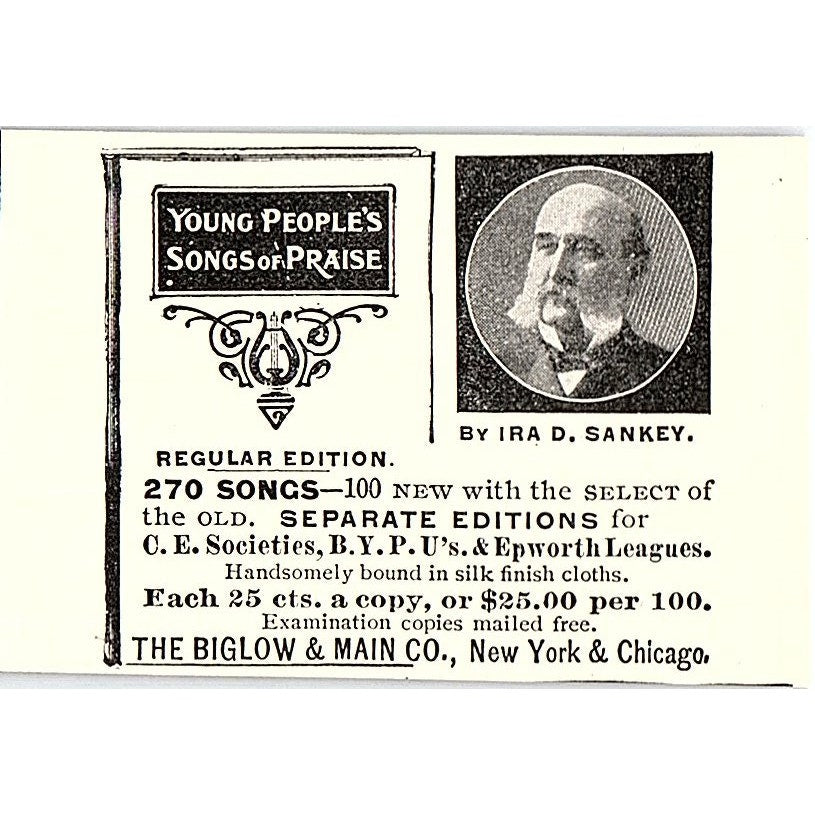 YOUNG PEOPLE'S
SONGS OF PRAISE
BY IRA D. SANKEY.
REGULAR EDITION.
270 SONGS—100 NEW with the SELECT of
the OLD. SEPARATE EDITIONS for
C. E. Societies, B. Y. P. U's. & Epworth Leagues.
Handsomely bound in silk finish cloths.
Each 25 cts. a copy, or $25.00 per 100.
Examination copies mailed free.
THE BIGLOW & MAIN CO., New York & Chicago.